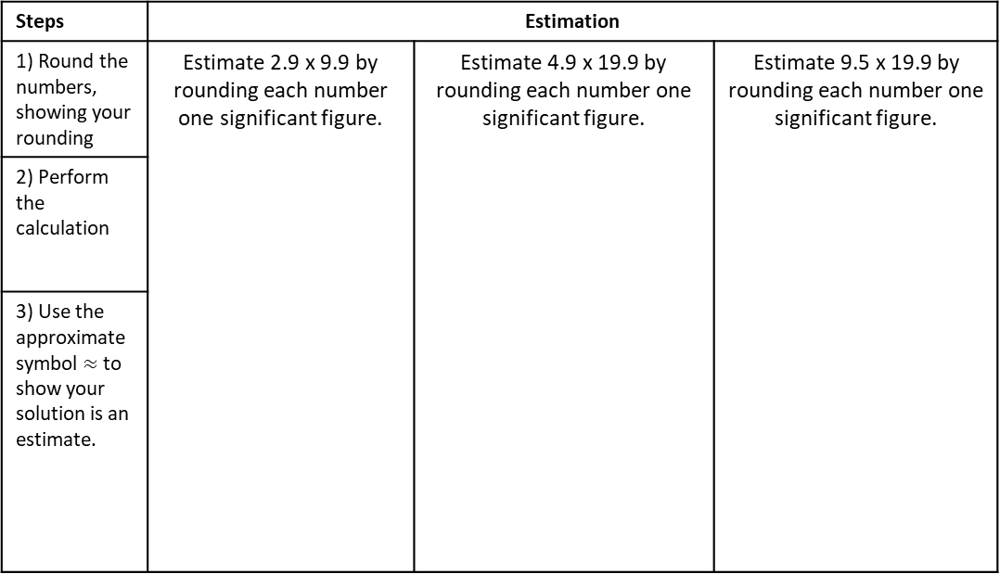 Steps
Estimation
1) Round the
numbers,
showing your
rounding
Estimate 2.9 x 9.9 by
rounding each number
one significant figure.
Estimate 4.9 x 19.9 by
rounding each number one
significant figure.
Estimate 9.5 x 19.9 by
rounding each number one
significant figure.
2) Perform
the
calculation
3) Use the
approximate
symbol ≈ to
show your
solution is an
estimate.